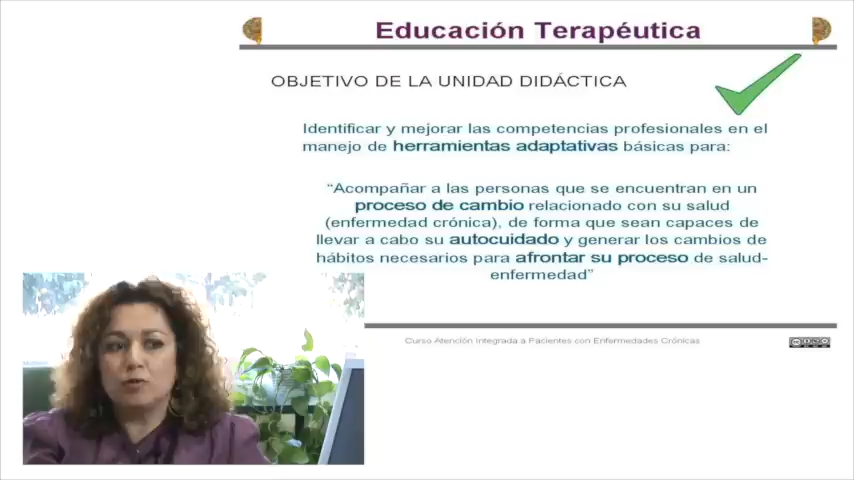 Educación Terapéutica
OBJETIVO DE LA UNIDAD DIDÁCTICA
Identificar y mejorar las competencias profesionales en el
manejo de herramientas adaptativas básicas para:
“Acompañar a las personas que se encuentran en un
proceso de cambio relacionado con su salud
(enfermedad crónica), de forma que sean capaces de
llevar a cabo su autocuidado y generar los cambios de
hábitos necesarios para afrontar su proceso de salud-
enfermedad”
Curso Atención Integrada a Pacientes con Enfermedades Crónicas